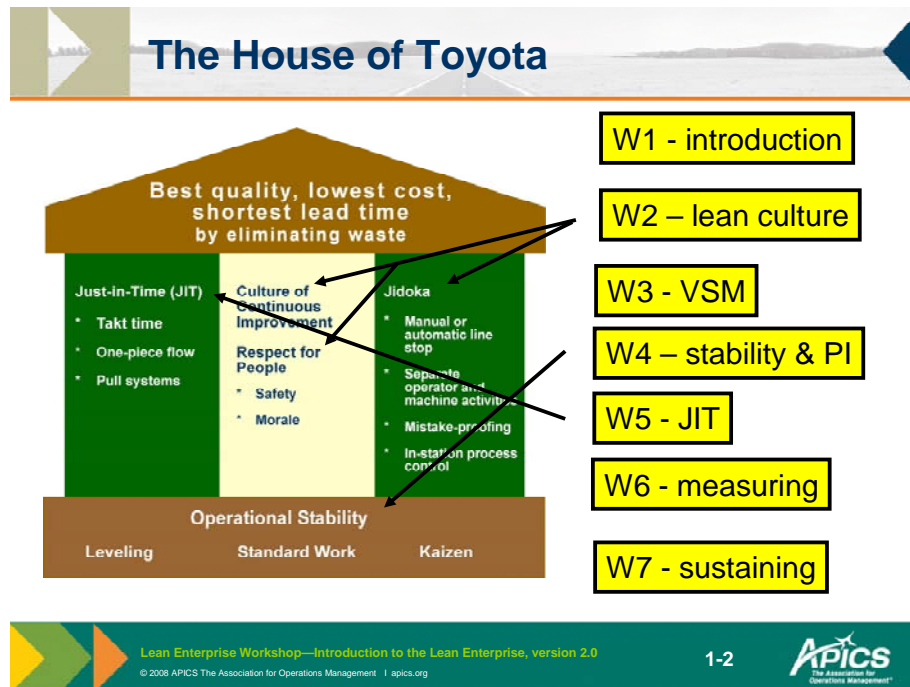 The House of Toyota
Best quality, lowest cost,
shortest lead time
by eliminating waste
Just-in-Time (JIT)
* Takt time
* One-piece flow
* Pull systems
Culture of
Continuous
Improvement
Respect for
People
* Safety
* Morale
Jidoka
* Manual or
automatic line
stop
* Separate
operator and
machine activities
* Mistake-proofing
* In-station process
control
Operational Stability
Leveling Standard Work Kaizen
W1 - introduction
W2 – lean culture
W3 - VSM
W4 – stability & PI
W5 - JIT
W6 - measuring
W7 - sustaining
Lean Enterprise Workshop—Introduction to the Lean Enterprise, version 2.0
© 2008 APICS The Association for Operations Management I apics.org
1-2
APICS
The Association for
Operations Management